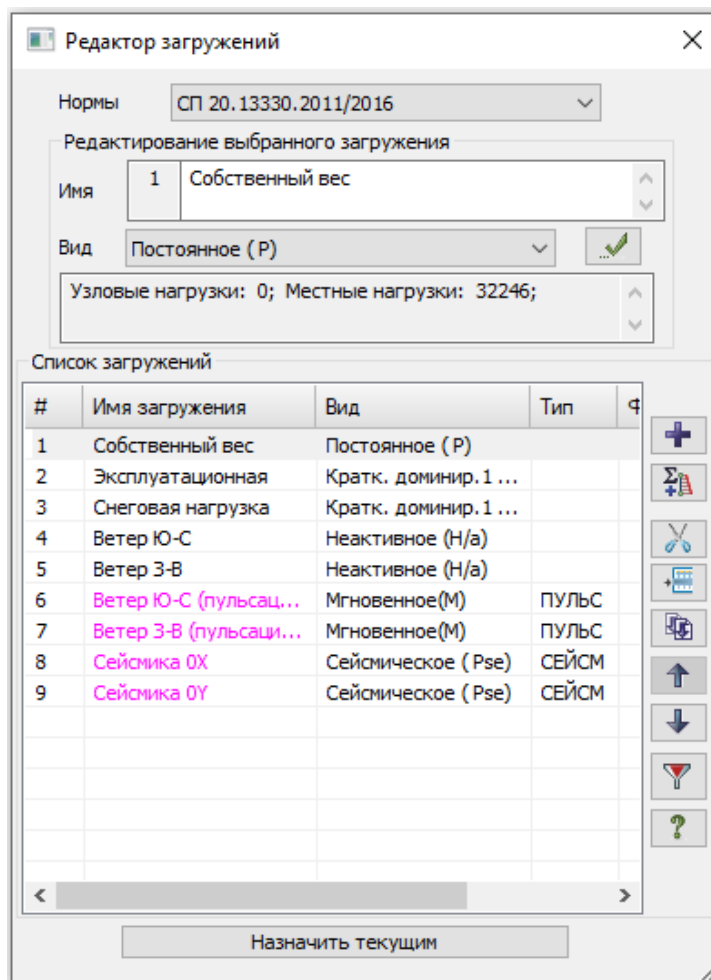 Редактор загружений
Нормы СП 20.13330.2011/2016
Редактирование выбранного загружения
Имя 1 Собственный вес
Вид Постоянное ( P)
Узловые нагрузки: 0; Местные нагрузки: 32246;
Список загружений
# Имя загружения Вид Тип
1 Собственный вес Постоянное ( P)
2 Эксплуатационная Кратк. доминир.1 ...
3 Снеговая нагрузка Кратк. доминир.1 ...
4 Ветер Ю-С Неактивное (Н/а)
5 Ветер З-В Неактивное (Н/а)
6 Ветер Ю-С (пульсац... Мгновенное(М) ПУЛЬС
7 Ветер З-В (пульсаци... Мгновенное(М) ПУЛЬС
8 Сейсмика 0X Сейсмическое ( Pse) СЕЙСМ
9 Сейсмика 0Y Сейсмическое ( Pse) СЕЙСМ
Назначить текущим